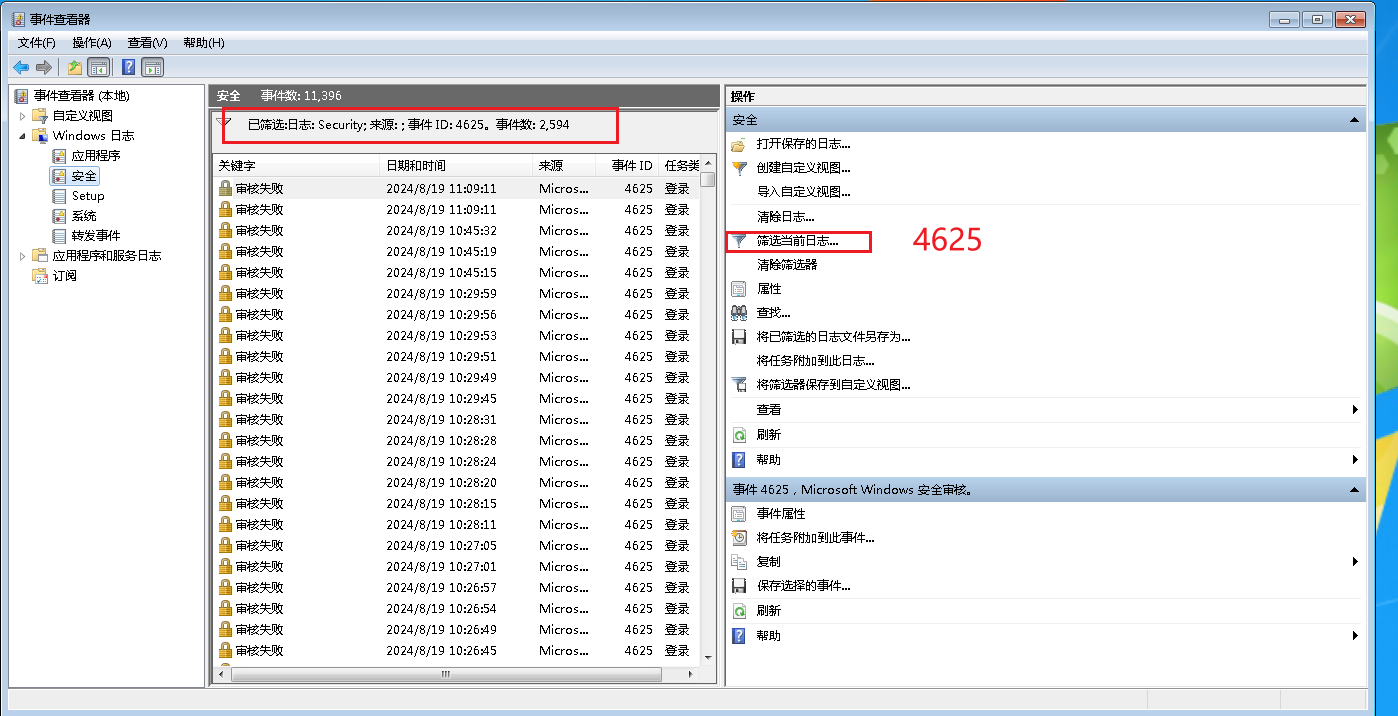 事件查看器
文件(F) 操作(A) 查看(V) 帮助(H)
事件查看器 (本地)
自定义视图
Windows 日志
应用程序
安全
Setup
系统
转发事件
应用程序和服务日志
订阅
安全 事件数: 11,396
已筛选:日志: Security; 来源: ; 事件 ID: 4625。事件数: 2,594
关键字 日期和时间 来源 事件 ID 任务类
审核失败 2024/8/19 11:09:11 Micros... 4625 登录
审核失败 2024/8/19 11:09:11 Micros... 4625 登录
审核失败 2024/8/19 10:45:32 Micros... 4625 登录
审核失败 2024/8/19 10:45:19 Micros... 4625 登录
审核失败 2024/8/19 10:45:15 Micros... 4625 登录
审核失败 2024/8/19 10:29:59 Micros... 4625 登录
审核失败 2024/8/19 10:29:56 Micros... 4625 登录
审核失败 2024/8/19 10:29:53 Micros... 4625 登录
审核失败 2024/8/19 10:29:51 Micros... 4625 登录
审核失败 2024/8/19 10:29:49 Micros... 4625 登录
审核失败 2024/8/19 10:29:45 Micros... 4625 登录
审核失败 2024/8/19 10:28:31 Micros... 4625 登录
审核失败 2024/8/19 10:28:28 Micros... 4625 登录
审核失败 2024/8/19 10:28:24 Micros... 4625 登录
审核失败 2024/8/19 10:28:20 Micros... 4625 登录
审核失败 2024/8/19 10:28:15 Micros... 4625 登录
审核失败 2024/8/19 10:28:11 Micros... 4625 登录
审核失败 2024/8/19 10:27:05 Micros... 4625 登录
审核失败 2024/8/19 10:27:01 Micros... 4625 登录
审核失败 2024/8/19 10:26:57 Micros... 4625 登录
审核失败 2024/8/19 10:26:54 Micros... 4625 登录
审核失败 2024/8/19 10:26:49 Micros... 4625 登录
审核失败 2024/8/19 10:26:45 Micros... 4625 登录
操作
安全
打开保存的日志...
创建自定义视图...
导入自定义视图...
清除日志...
筛选当前日志... 4625
清除筛选器
属性
查找...
将已筛选的日志文件另存为...
将任务附加到此日志...
将筛选器保存到自定义视图...
查看
刷新
帮助
事件 4625，Microsoft Windows 安全审核。
事件属性
将任务附加到此事件...
复制
保存选择的事件...
刷新
帮助